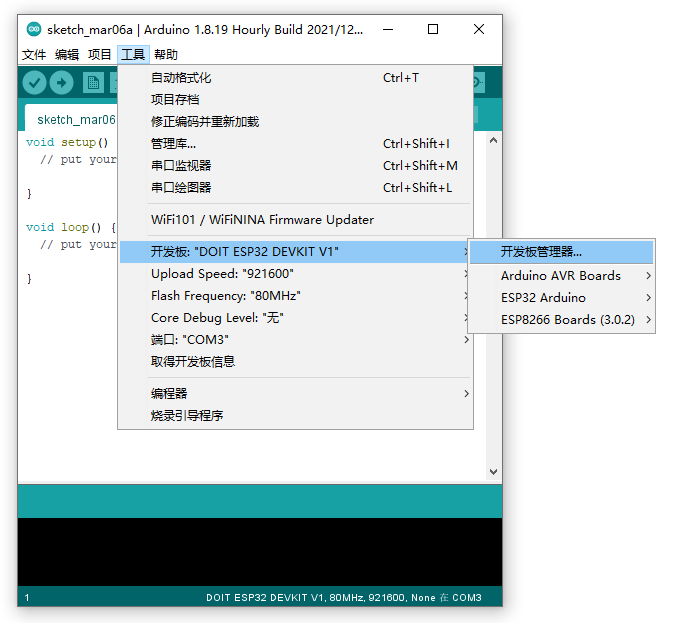 sketch_mar06a | Arduino 1.8.19 Hourly Build 2021/12...
文件 编辑 项目 工具 帮助
sketch_mar06
void setup()
// put your
}
void loop() {
// put your
}
自动格式化 Ctrl+T
项目存档
修正编码并重新加载
管理库... Ctrl+Shift+I
串口监视器 Ctrl+Shift+M
串口绘图器 Ctrl+Shift+L
WiFi101 / WiFiNINA Firmware Updater
开发板: "DOIT ESP32 DEVKIT V1"
Upload Speed: "921600"
Flash Frequency: "80MHz"
Core Debug Level: "无"
端口: "COM3"
取得开发板信息
编程器
烧录引导程序
开发板管理器...
Arduino AVR Boards
ESP32 Arduino
ESP8266 Boards (3.0.2)
1 DOIT ESP32 DEVKIT V1, 80MHz, 921600, None 在 COM3